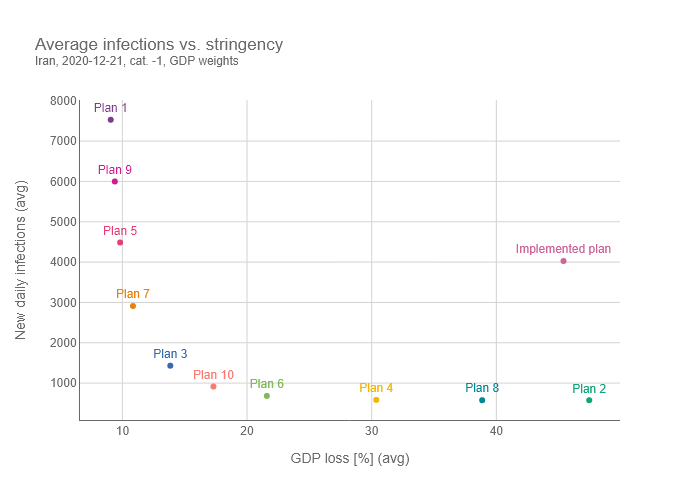 Average infections vs. stringency
Iran, 2020-12-21, cat. -1, GDP weights
8000
Plan 1
7000
Plan 9
6000
5000
Plan 5
Implemented plan
4000
Plan 7
3000
2000
Plan 3
Plan 10
1000
Plan 6
Plan 4
Plan 8
Plan 2
10
20
30
40
New daily infections (avg)
GDP loss [%] (avg)